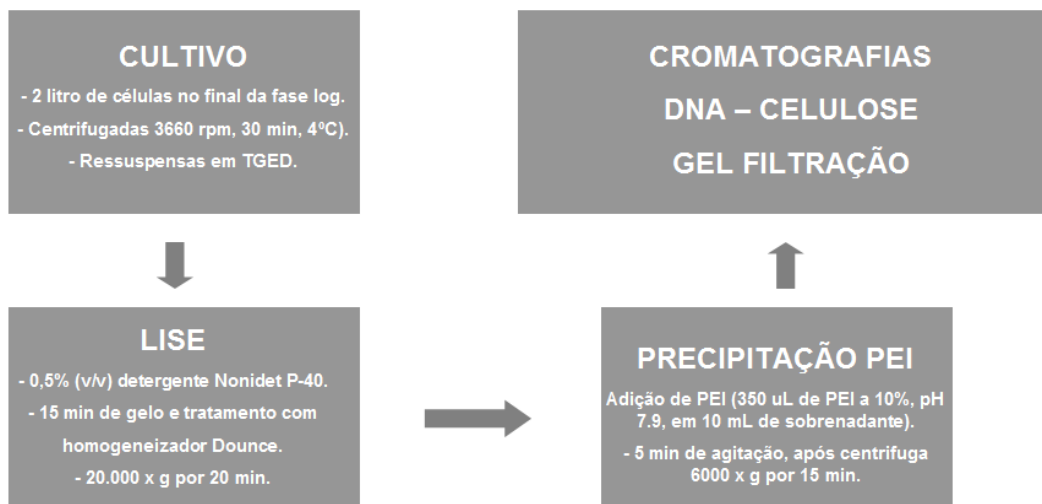 CULTIVO
- 2 litro de células no final da fase log.
- Centrifugadas 3660 rpm, 30 min, 4ºC).
- Ressuspensas em TGED.
LISE
- 0,5% (v/v) detergente Nonidet P-40.
- 15 min de gelo e tratamento com
homogeneizador Dounce.
- 20.000 x g por 20 min.
PRECIPITAÇÃO PEI
Adição de PEI (350 uL de PEI a 10%, pH
7.9, em 10 mL de sobrenadante).
- 5 min de agitação, após centrifuga
6000 x g por 15 min.
CROMATOGRAFIAS
DNA – CELULOSE
GEL FILTRAÇÃO